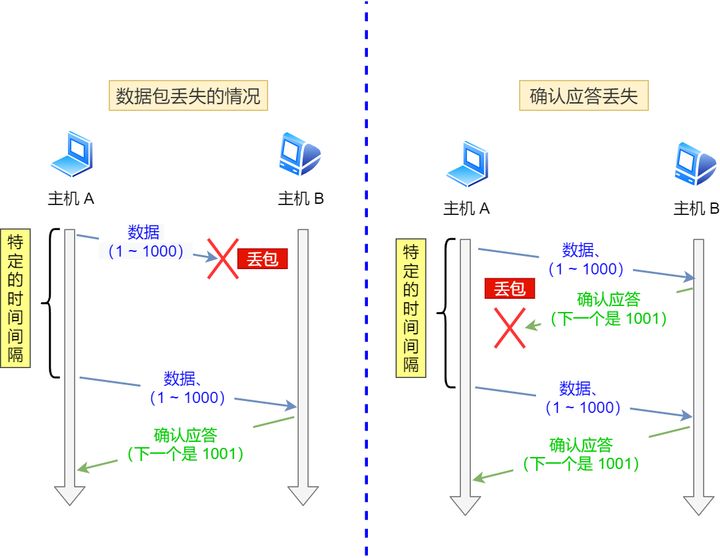 数据包丢失的情况
主机 A
主机 B
特定的时间间隔
数据
(1 ~ 1000)
丢包
数据、
(1 ~ 1000)
确认应答
(下一个是 1001)
确认应答丢失
主机 A
主机 B
特定的时间间隔
数据、
(1 ~ 1000)
丢包
确认应答
(下一个是 1001)
数据、
(1 ~ 1000)
确认应答
(下一个是 1001)